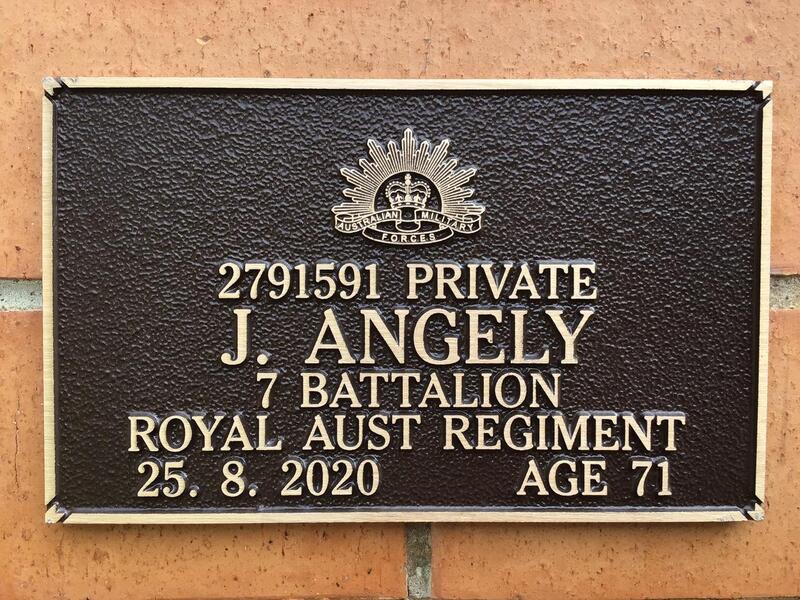 AUSTRALIAN MILITARY
FORCES
2791591 PRIVATE
J. ANGELY
7 BATTALION
ROYAL AUST REGIMENT
25. 8. 2020 AGE 71